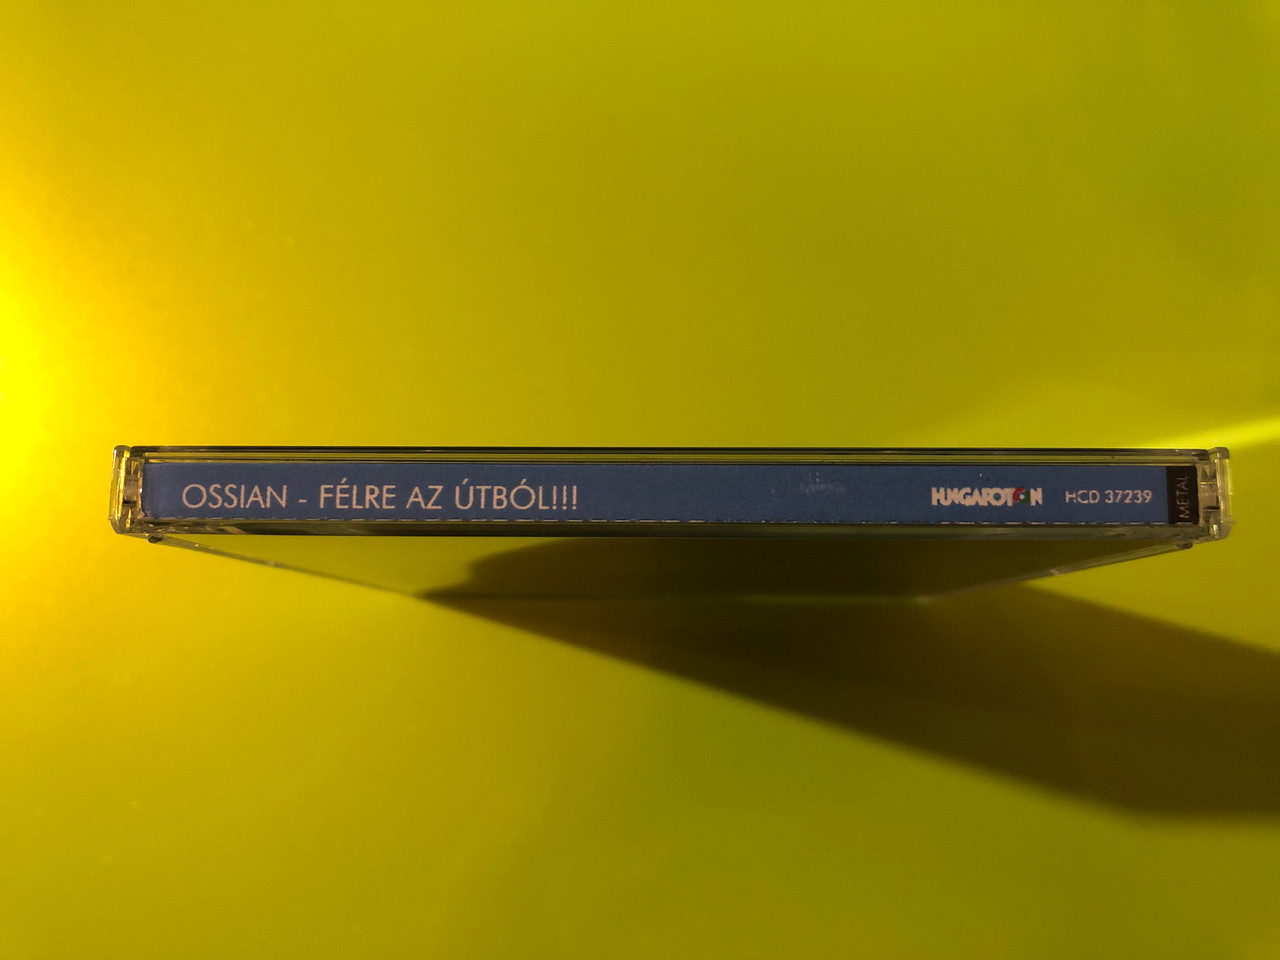 OSSIAN - FÉLRE AZ ÚTBÓL!!! HUNGAROTON HCD 37239
METAL